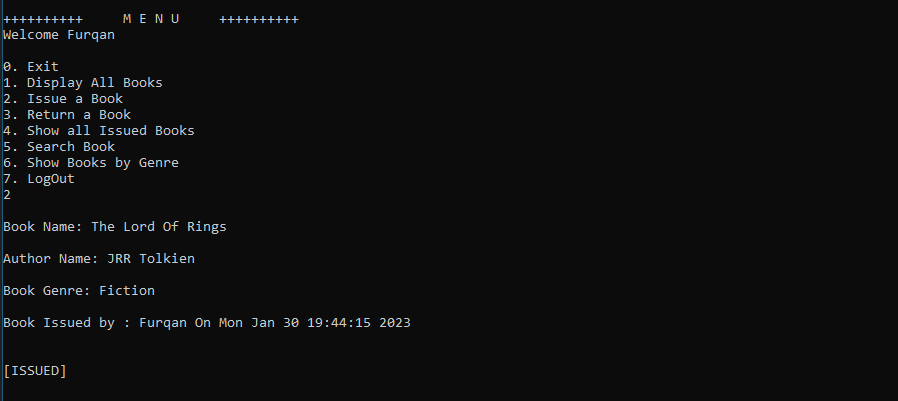 ++++++++++     M E N U     ++++++++++
Welcome Furqan
0. Exit
1. Display All Books
2. Issue a Book
3. Return a Book
4. Show all Issued Books
5. Search Book
6. Show Books by Genre
7. LogOut
2
Book Name: The Lord Of Rings
Author Name: JRR Tolkien
Book Genre: Fiction
Book Issued by : Furqan On Mon Jan 30 19:44:15 2023
[ISSUED]